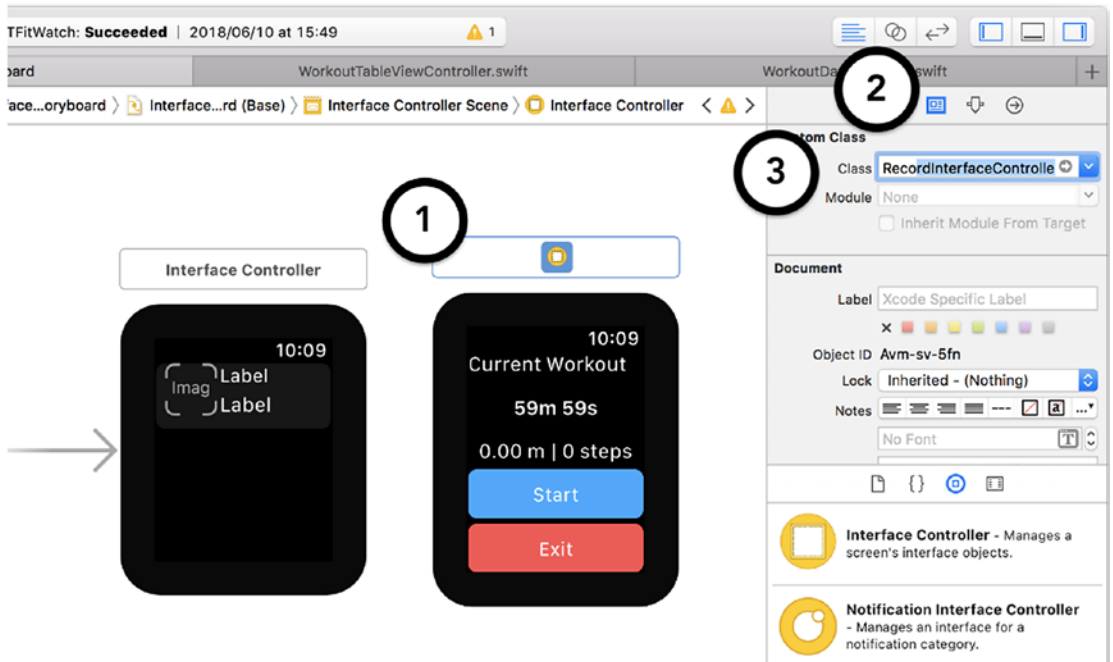 TFitWatch: Succeeded | 2018/06/10 at 15:49
1
oard
WorkoutTableViewController.swift
WorkoutDa
swift
+
face...oryboard
Interface...rd (Base)
Interface Controller Scene
Interface Controller
2
tom Class
3
Class
RecordInterfaceControlle
Module
None
Inherit Module From Target
1
Interface Controller
10:09
Imag
Label
Label
10:09
Current Workout
59m 59s
0.00 m | 0 steps
Start
Exit
Document
Label
Xcode Specific Label
Object ID
Avm-sv-5fn
Lock
Inherited - (Nothing)
Notes
a
...
No Font
T
{}
Interface Controller - Manages a
screen's interface objects.
Notification Interface Controller
- Manages an interface for a
notification category.